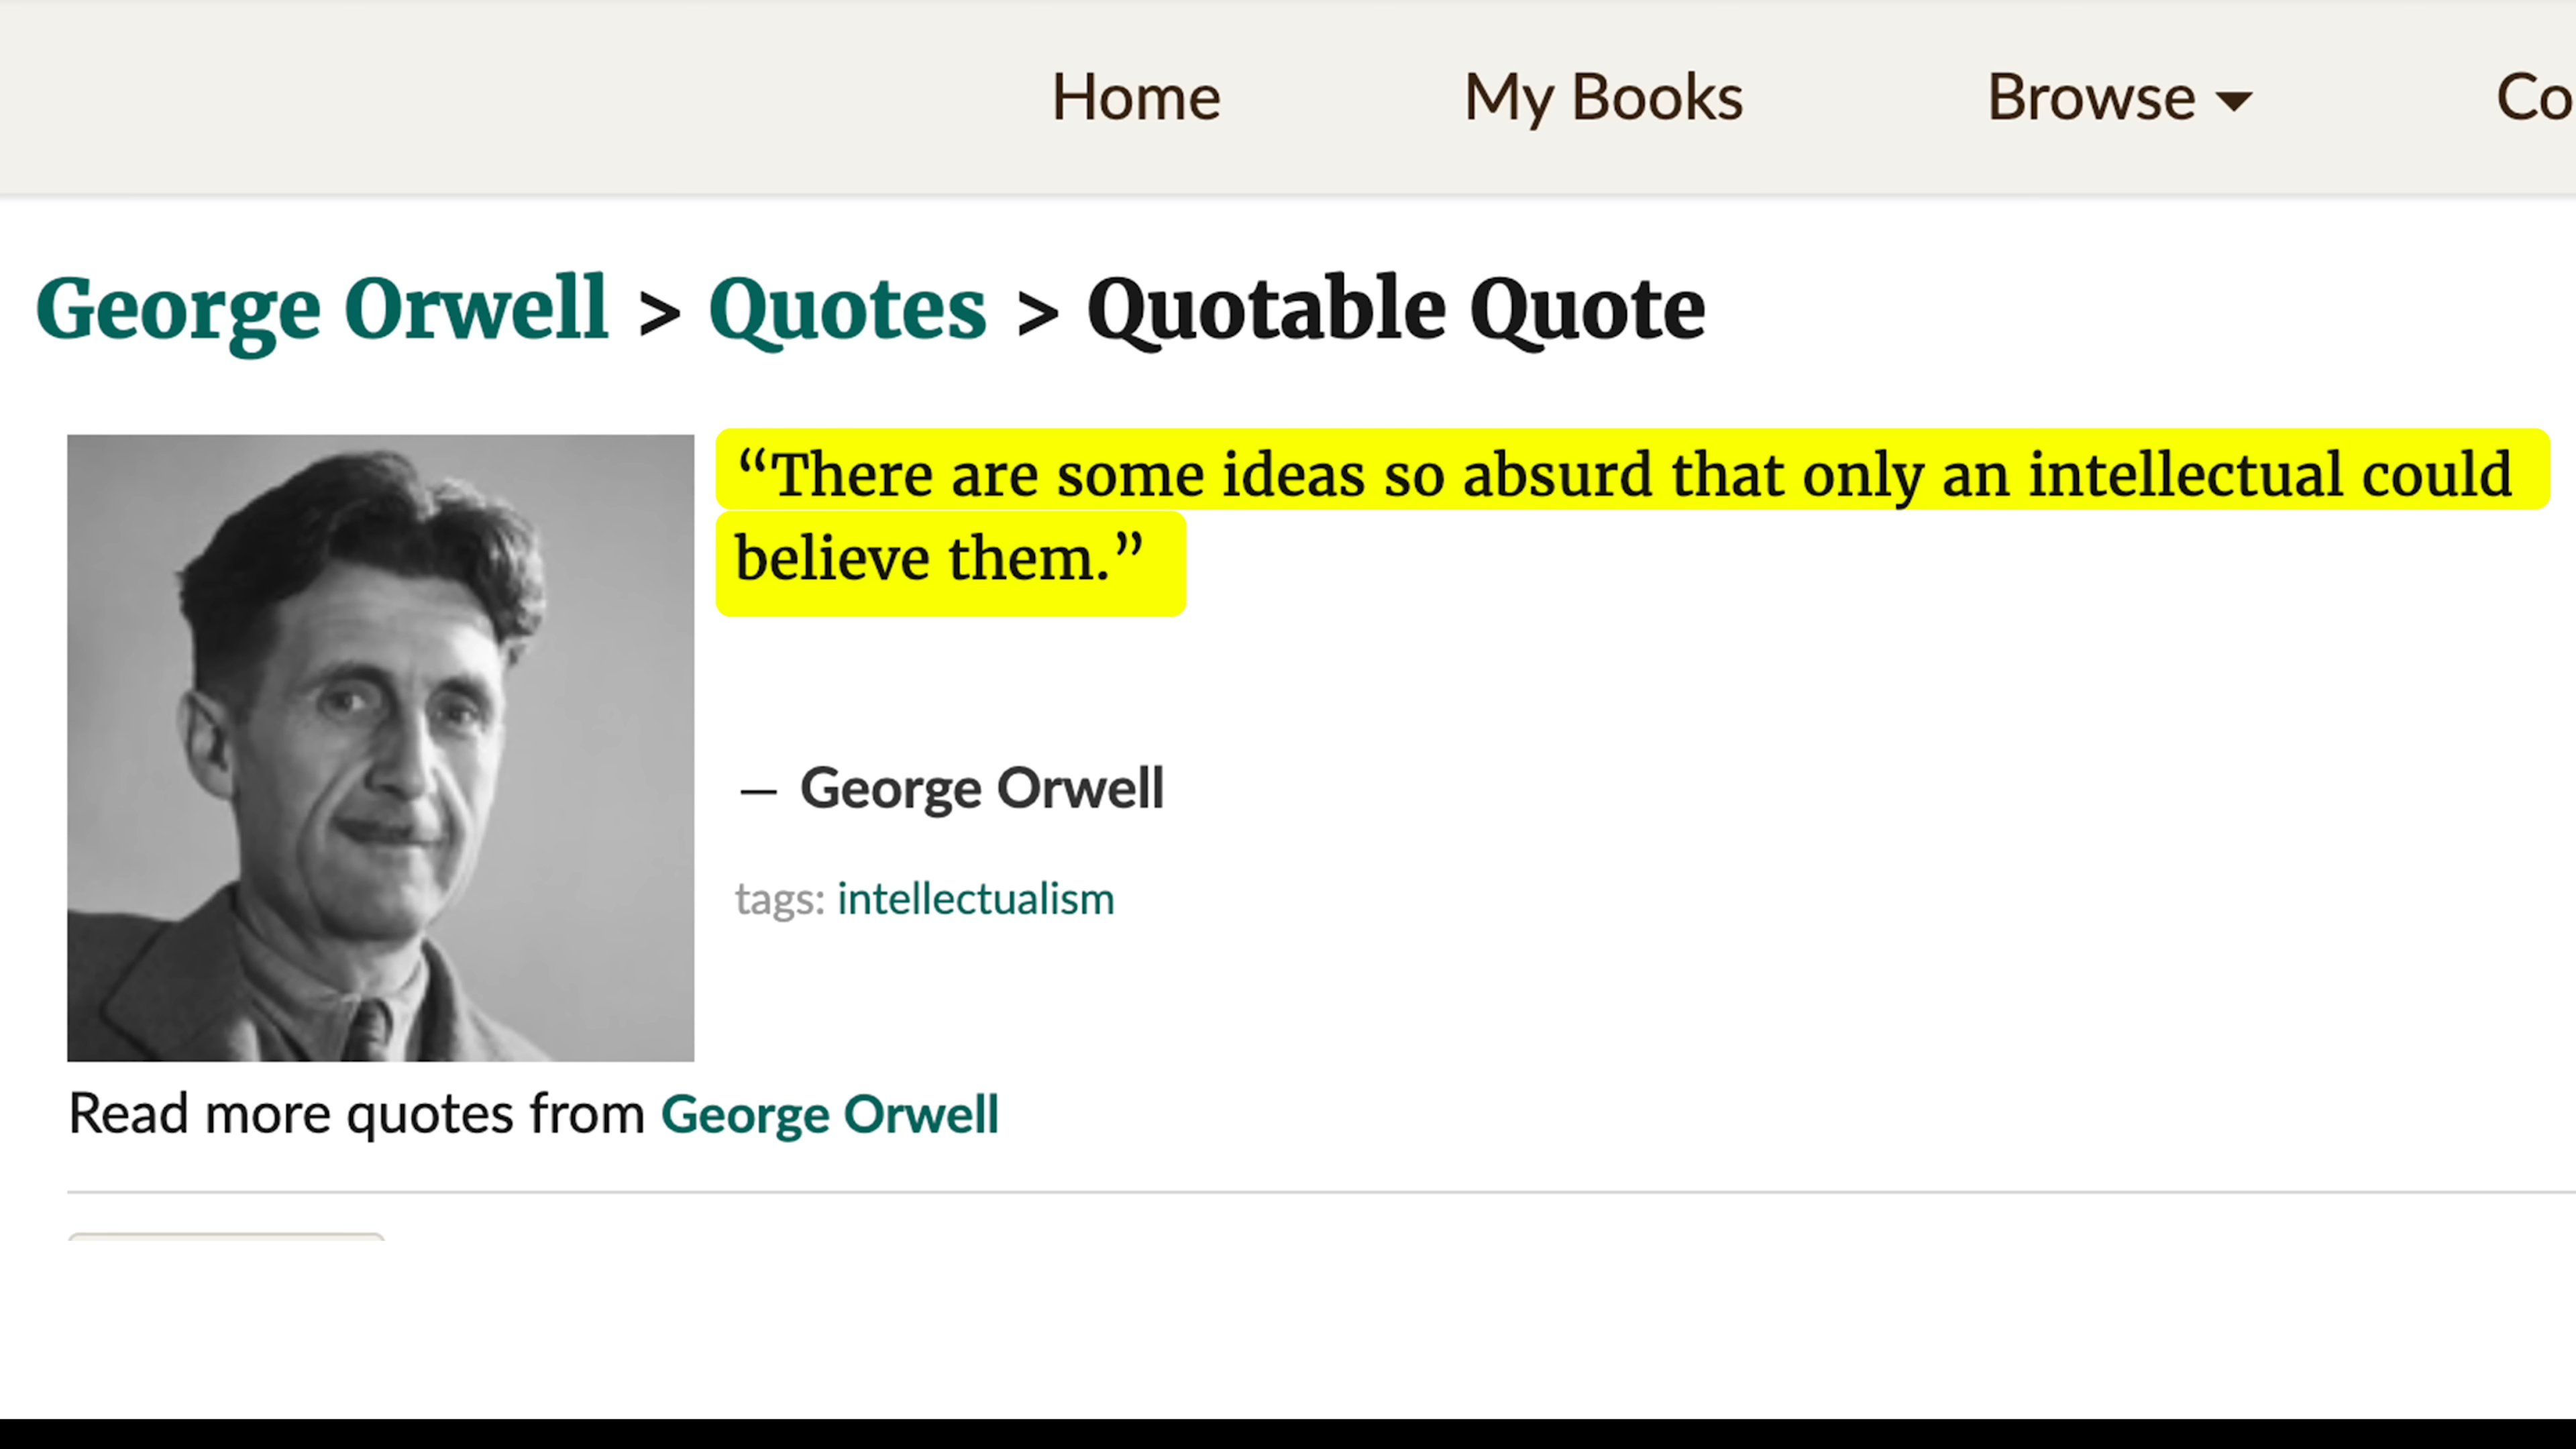 Home My Books Browse Co
George Orwell > Quotes > Quotable Quote
“There are some ideas so absurd that only an intellectual could
believe them.”
— George Orwell
tags: intellectualism
Read more quotes from George Orwell